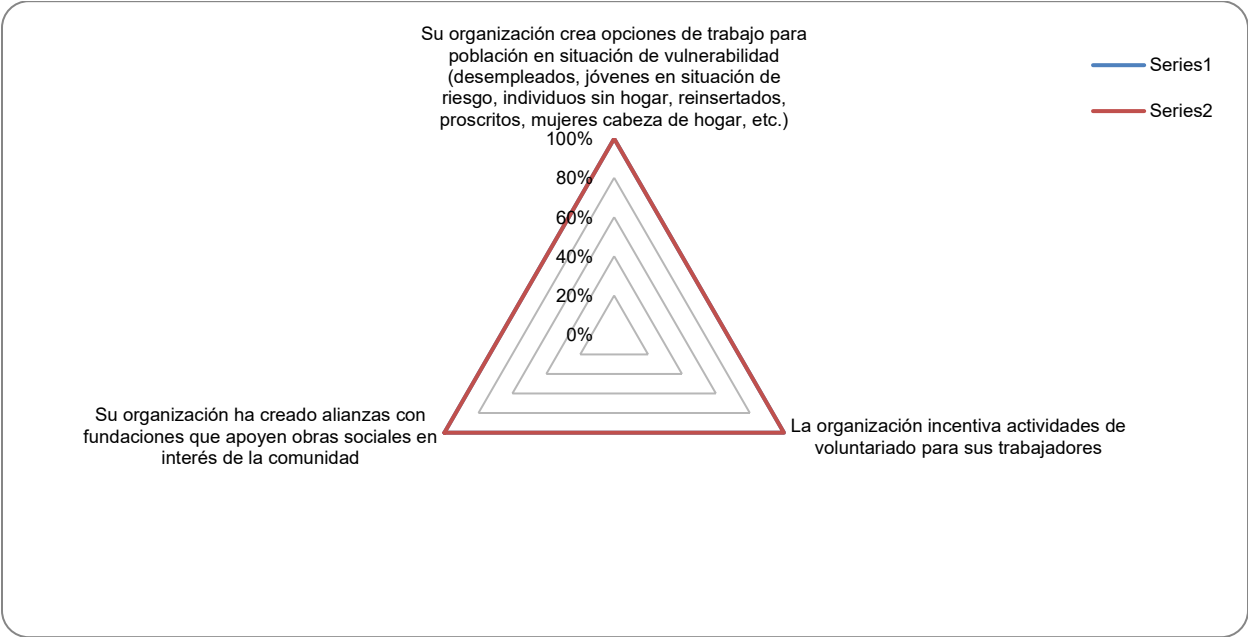 Su organización crea opciones de trabajo para
población en situación de vulnerabilidad
(desempleados, jóvenes en situación de
riesgo, individuos sin hogar, reinsertados,
proscritos, mujeres cabeza de hogar, etc.)
Series1
Series2
100%
80%
60%
40%
20%
0%
Su organización ha creado alianzas con
fundaciones que apoyen obras sociales en
interés de la comunidad
La organización incentiva actividades de
voluntariado para sus trabajadores